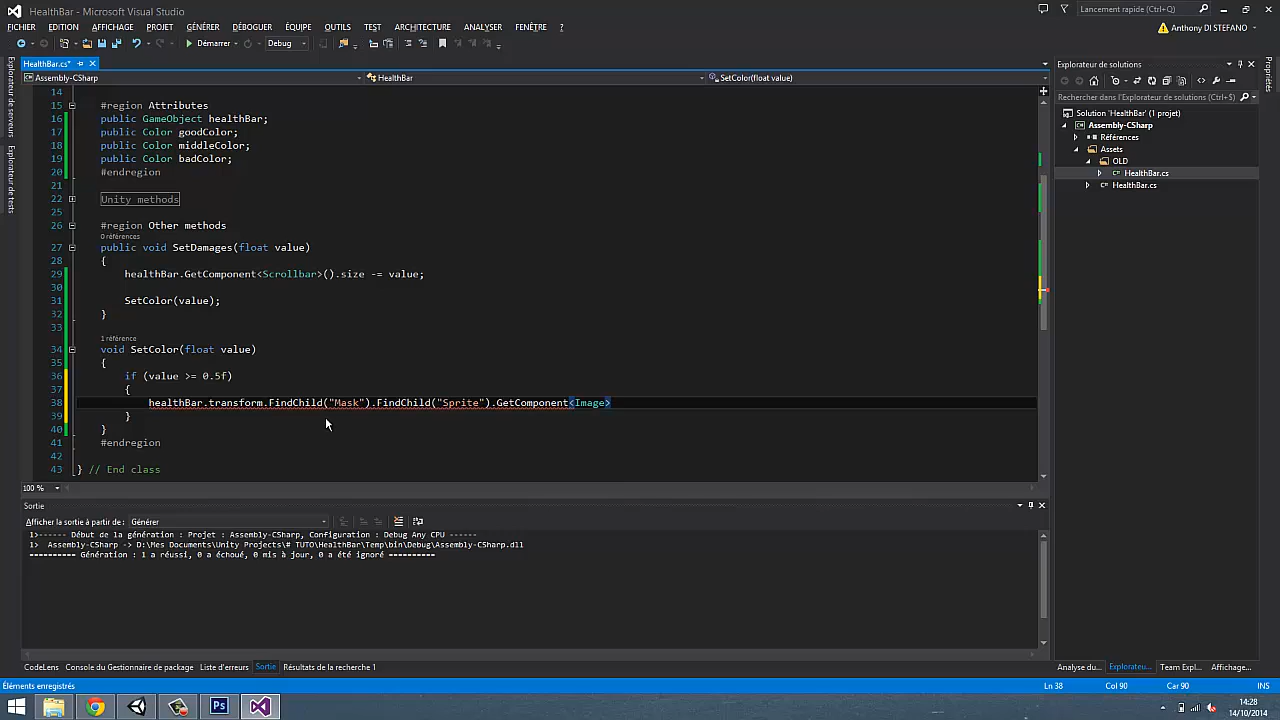 HealthBar - Microsoft Visual Studio
Lancement rapide (Ctrl+Q)
FICHIER EDITION AFFICHAGE PROJET GÉNÉRER DÉBOGUER ÉQUIPE OUTILS TEST ARCHITECTURE ANALYSER FENÊTRE ?
Anthony DI STEFANO
Démarrer Debug
Explorateur de serveurs
Explorateur de tests
HealthBar.cs*
Assembly-CSharp HealthBar SetColor(float value)
14
15 #region Attributes
16 public GameObject healthBar;
17 public Color goodColor;
18 public Color middleColor;
19 public Color badColor;
20 #endregion
21
22 Unity methods
25
26 #region Other methods
0 références
27 public void SetDamages(float value)
28 {
29 healthBar.GetComponent<Scrollbar>().size -= value;
30
31 SetColor(value);
32 }
33
1 référence
34 void SetColor(float value)
35 {
36 if (value >= 0.5f)
37 {
38 healthBar.transform.FindChild("Mask").FindChild("Sprite").GetComponent<Image>
39 }
40 }
41 #endregion
42
43 } // End class
100 %
Sortie
Afficher la sortie à partir de : Générer
1>------ Début de la génération : Projet : Assembly-CSharp, Configuration : Debug Any CPU ------
1> Assembly-CSharp -> D:\Mes Documents\Unity Projects\# TUTO\HealthBar\Temp\bin\Debug\Assembly-CSharp.dll
========== Génération : 1 a réussi, 0 a échoué, 0 mis à jour, 0 a été ignoré ==========
CodeLens Console du Gestionnaire de package Liste d'erreurs Sortie Résultats de la recherche 1
Explorateur de solutions
Rechercher dans l'Explorateur de solutions (Ctrl+$)
Solution 'HealthBar' (1 projet)
Assembly-CSharp
Références
Assets
OLD
HealthBar.cs
HealthBar.cs
Propriétés
Analyse du... Explorateu... Team Expl... Affichage...
Éléments enregistrés
Ln 38 Col 90 Car 90 INS
Ps
14:28
14/10/2014